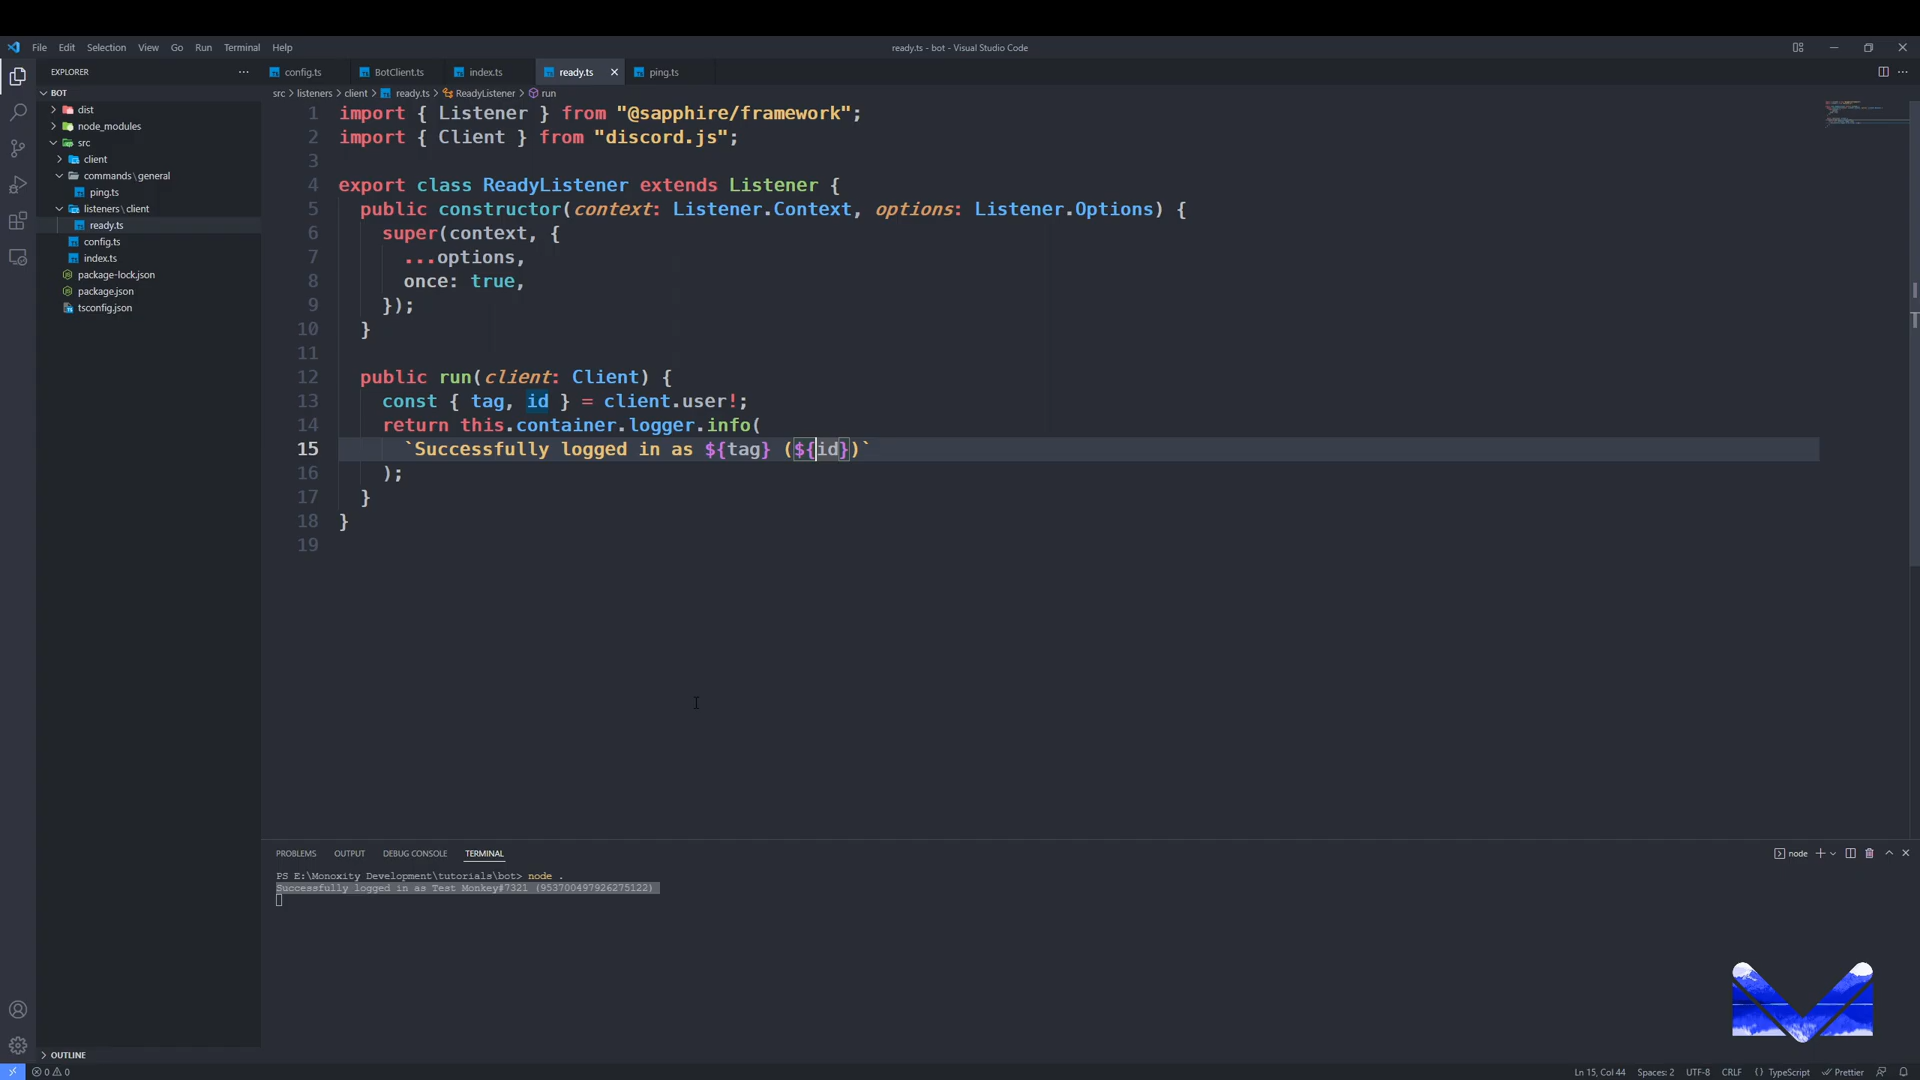 File Edit Selection View Go Run Terminal Help
ready.ts - bot - Visual Studio Code
EXPLORER
config.ts BotClient.ts index.ts ready.ts ping.ts
BOT
dist
node_modules
src
client
commands\general
ping.ts
listeners\client
ready.ts
config.ts
index.ts
package-lock.json
package.json
tsconfig.json
OUTLINE
src > listeners > client > ready.ts > ReadyListener > run
1 import { Listener } from "@sapphire/framework";
2 import { Client } from "discord.js";
3
4 export class ReadyListener extends Listener {
5 public constructor(context: Listener.Context, options: Listener.Options) {
6 super(context, {
7 ...options,
8 once: true,
9 });
10 }
11
12 public run(client: Client) {
13 const { tag, id } = client.user!;
14 return this.container.logger.info(
15 `Successfully logged in as ${tag} (${id})`
16 );
17 }
18 }
19
PROBLEMS OUTPUT DEBUG CONSOLE TERMINAL
node
PS E:\Monoxity Development\tutorials\bot> node .
Successfully logged in as Test Monkey#7321 (953700497926275122)
0 0
Ln 15, Col 44 Spaces: 2 UTF-8 CRLF {} TypeScript Prettier